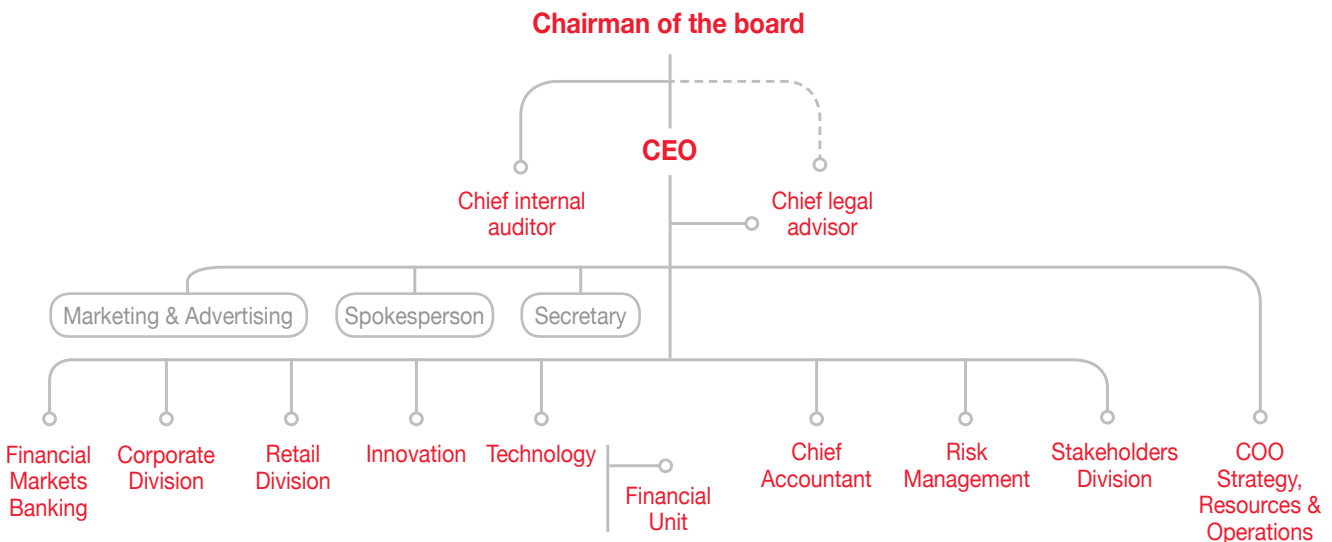 Chairman of the board
CEO
Chief internal
auditor
Chief legal
advisor
Marketing & Advertising
Spokesperson
Secretary
Financial
Markets
Banking
Corporate
Division
Retail
Division
Innovation
Technology
Financial
Unit
Chief
Accountant
Risk
Management
Stakeholders
Division
COO
Strategy,
Resources &
Operations